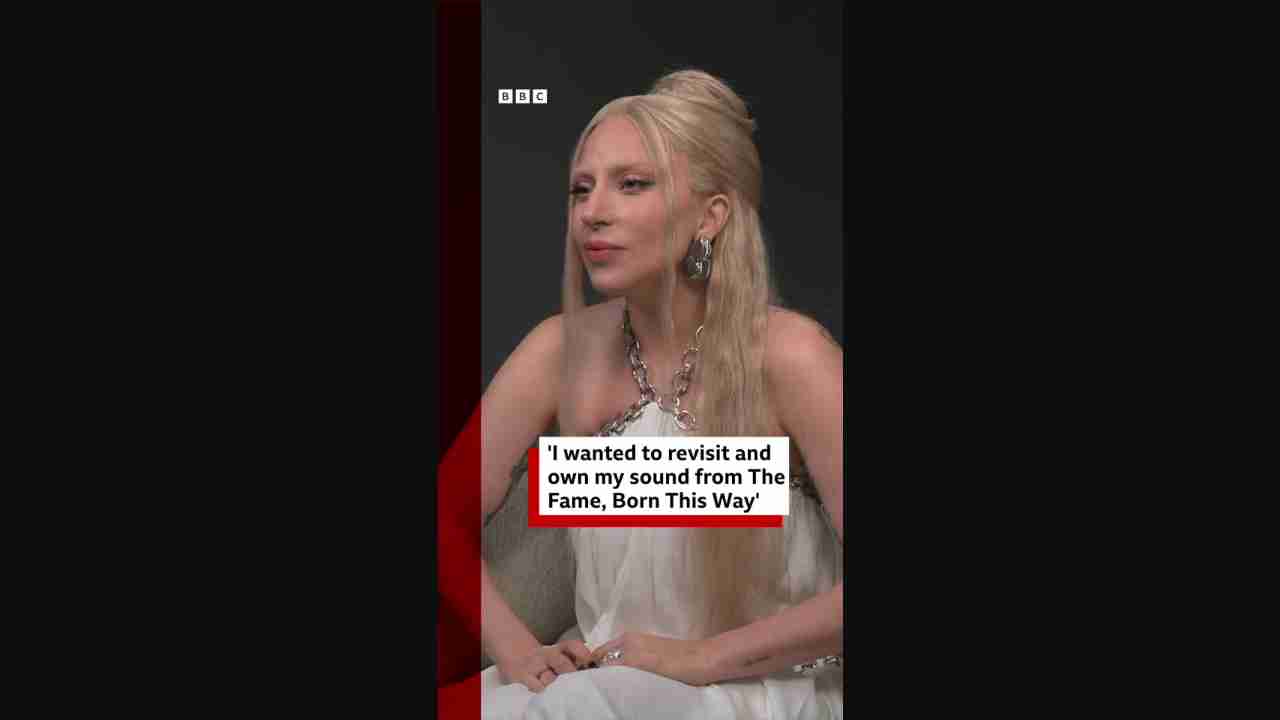 BBC
'I wanted to revisit and
own my sound from The
Fame, Born This Way'